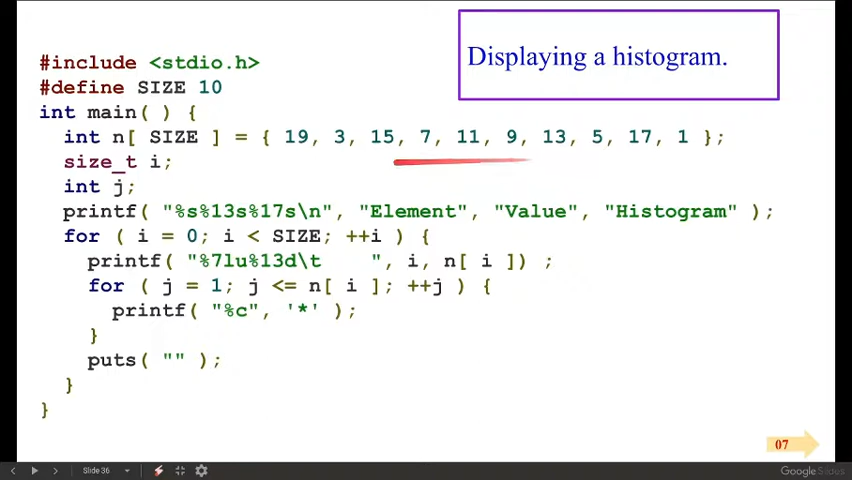 Displaying a histogram.
#include <stdio.h>
#define SIZE 10
int main( ) {
int n[ SIZE ] = { 19, 3, 15, 7, 11, 9, 13, 5, 17, 1 };
size_t i;
int j;
printf( "%s%13s%17s\n", "Element", "Value", "Histogram" );
for ( i = 0; i < SIZE; ++i ) {
printf( "%7lu%13d\t    ", i, n[ i ]) ;
for ( j = 1; j <= n[ i ]; ++j ) {
printf( "%c", '*' );
}
puts( "" );
}
}
07
Slide 36
Google Slides